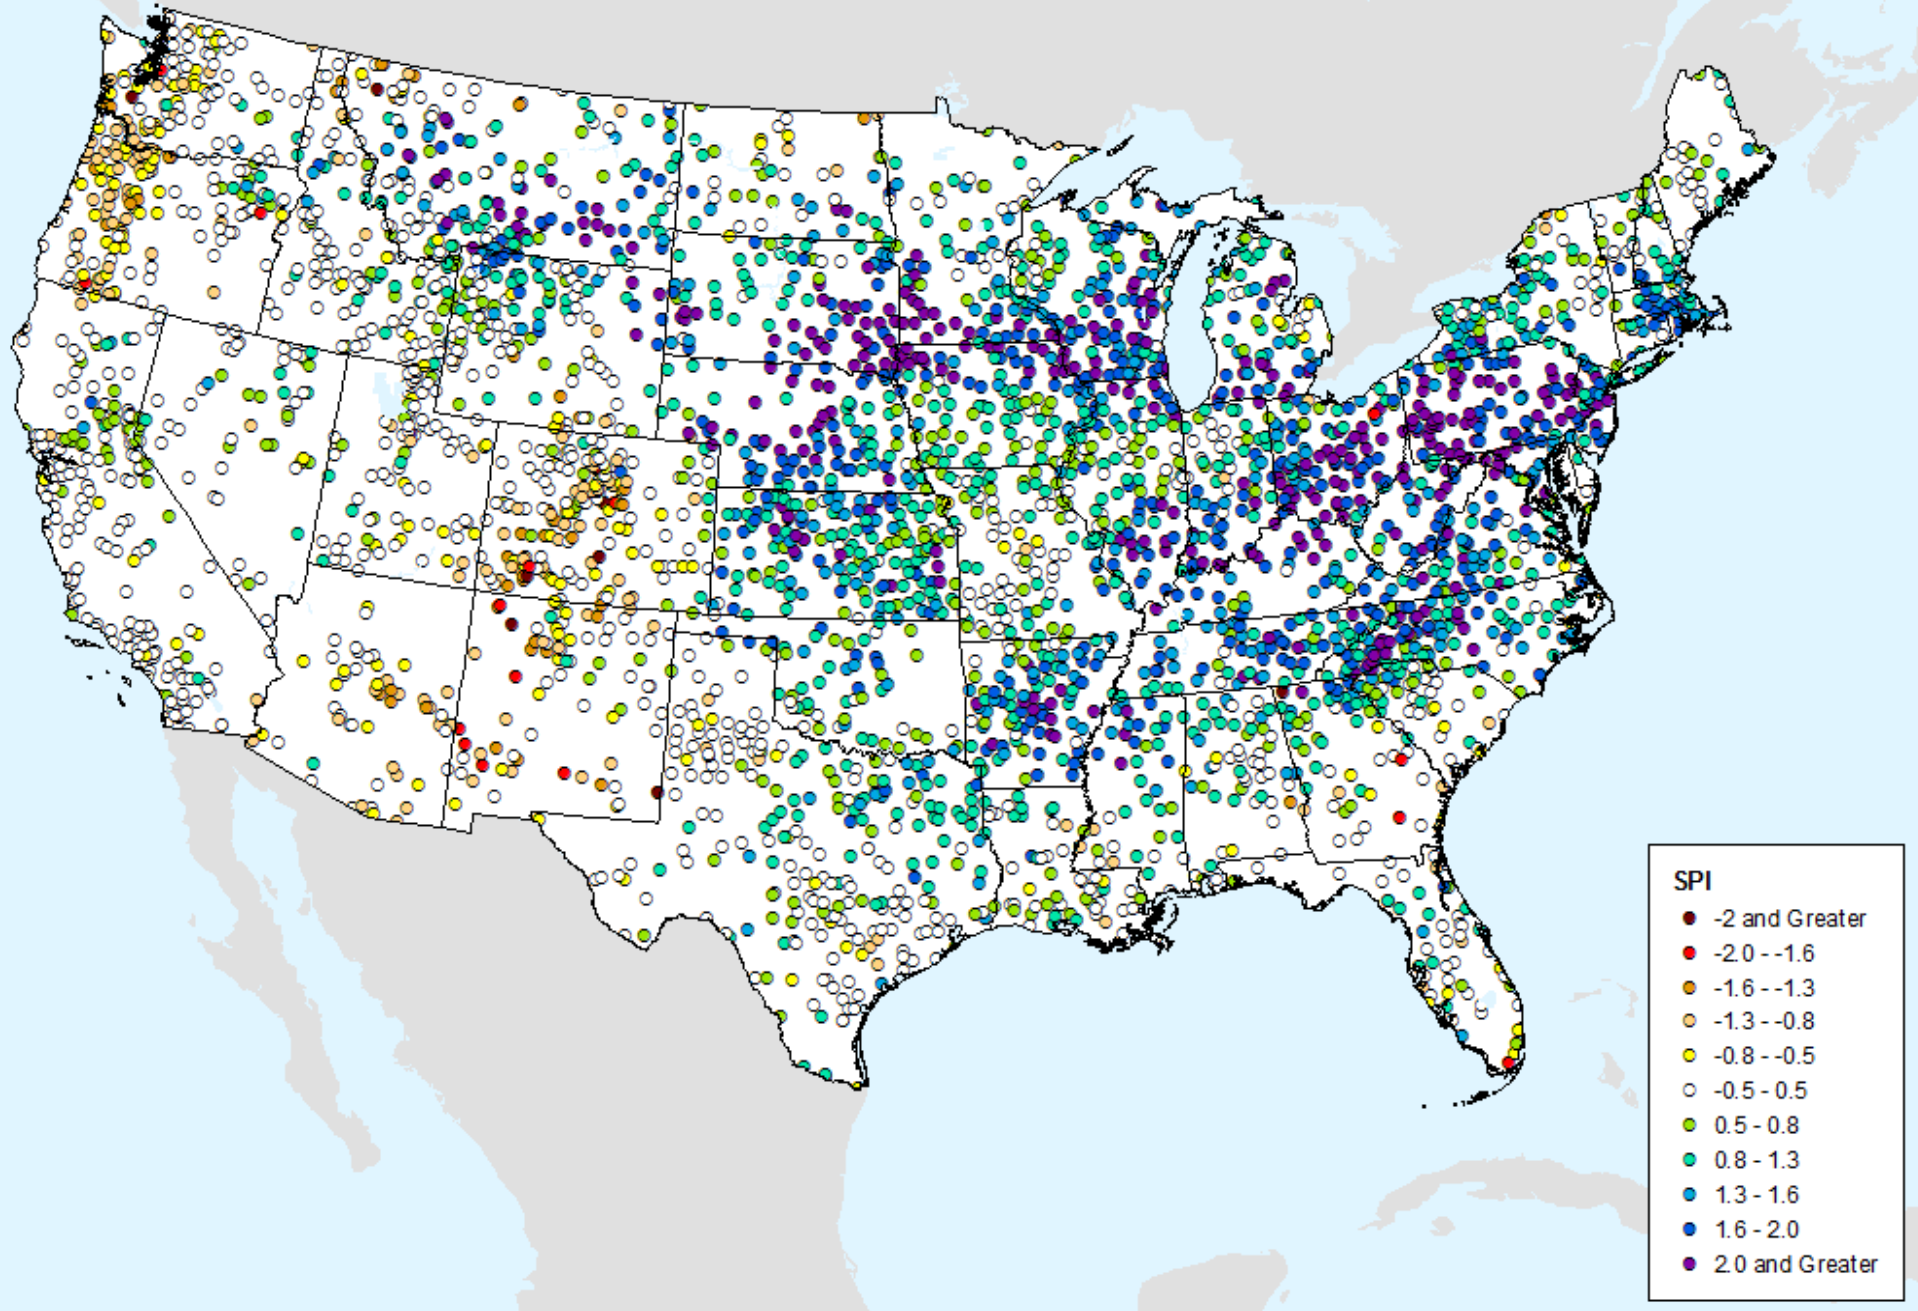 SPI
-2 and Greater
-2.0 - -1.6
-1.6 - -1.3
-1.3 - -0.8
-0.8 - -0.5
-0.5 - 0.5
0.5 - 0.8
0.8 - 1.3
1.3 - 1.6
1.6 - 2.0
2.0 and Greater